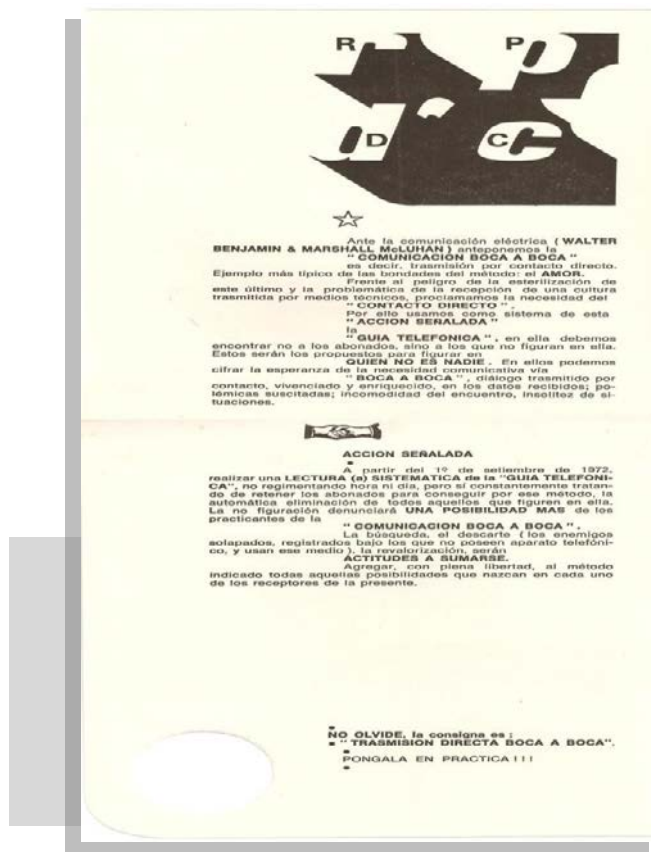 R P
r p
D C
d c
Ante la comunicación eléctrica ( WALTER
BENJAMIN & MARSHALL McLUHAN ) anteponemos la
" COMUNICACION BOCA A BOCA "
es decir, trasmisión por contacto directo.
Ejemplo más típico de las bondades del método: el AMOR.
Frente al peligro de la esterilización de
este último y la problemática de la recepción de una cultura
trasmitida por medios técnicos, proclamamos la necesidad del
" CONTACTO DIRECTO " .
Por ello usamos como sistema de esta
" ACCION SEÑALADA "
la
" GUIA TELEFONICA " , en ella debemos
encontrar no a los abonados, sino a los que no figuran en ella.
Estos serán los propuestos para figurar en
QUIEN NO ES NADIE . En ellos podemos
cifrar la esperanza de la necesidad comunicativa vía
" BOCA A BOCA " , diálogo trasmitido por
contacto, vivenciado y enriquecido, en los datos recibidos; po-
lémicas suscitadas; incomodidad del encuentro, insolitez de si-
tuaciones.
ACCION SEÑALADA
A partir del 1º de setiembre de 1972,
realizar una LECTURA (a) SISTEMATICA de la "GUIA TELEFONI-
CA", no regimentando hora ni día, pero sí constantemente tratan-
do de retener los abonados para conseguir por ese método, la
automática eliminación de todos aquellos que figuren en ella.
La no figuración denunciará UNA POSIBILIDAD MAS de los
practicantes de la
" COMUNICACION BOCA A BOCA " .
La búsqueda, el descarte ( los enemigos
solapados, registrados bajo los que no poseen aparato telefóni-
co, y usan ese medio ), la revalorización, serán
ACTITUDES A SUMARSE.
Agregar, con plena libertad, al método
indicado todas aquellas posibilidades que nazcan en cada uno
de los receptores de la presente.
NO OLVIDE, la consigna es :
" TRASMISION DIRECTA BOCA A BOCA".
PONGALA EN PRACTICA ! ! !